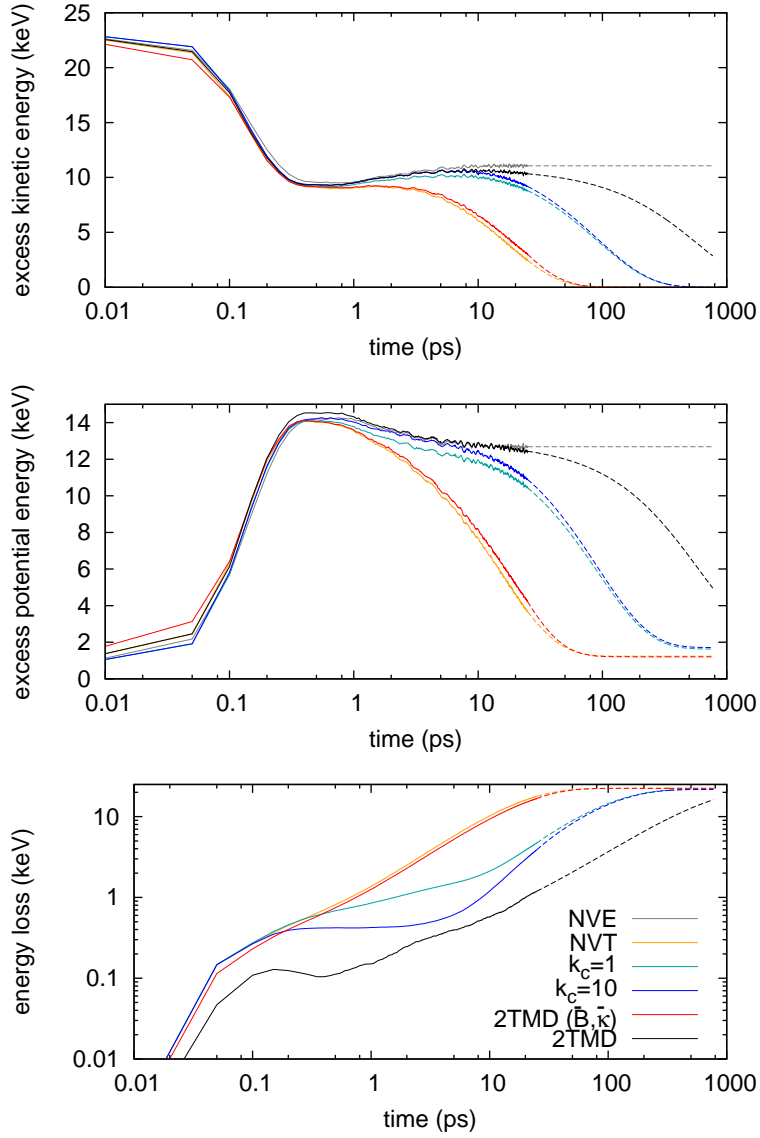 excess kinetic energy (keV)
25
20
15
10
5
0
0.01 0.1 1 10 100 1000
time (ps)
excess potential energy (keV)
14
12
10
8
6
4
2
0
0.01 0.1 1 10 100 1000
time (ps)
energy loss (keV)
10
1
0.1
0.01
NVE
NVT
k_c=1
k_c=10
2TMD (B̄,κ̄)
2TMD
0.01 0.1 1 10 100 1000
time (ps)